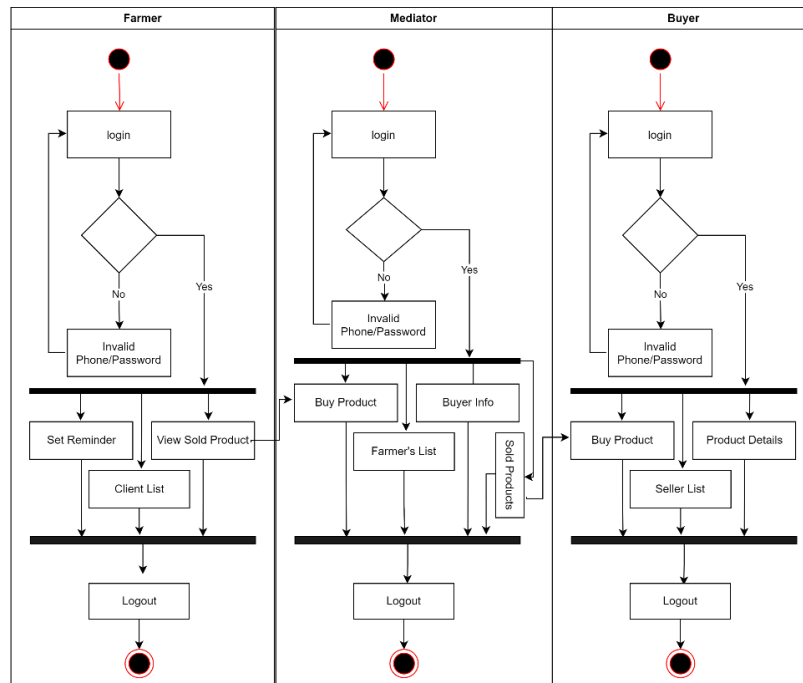 Farmer
Mediator
Buyer
login
login
login
No
Yes
No
Yes
No
Yes
Invalid
Phone/Password
Invalid
Phone/Password
Invalid
Phone/Password
Set Reminder
View Sold Product
Client List
Buy Product
Buyer Info
Farmer's List
Sold Products
Buy Product
Product Details
Seller List
Logout
Logout
Logout